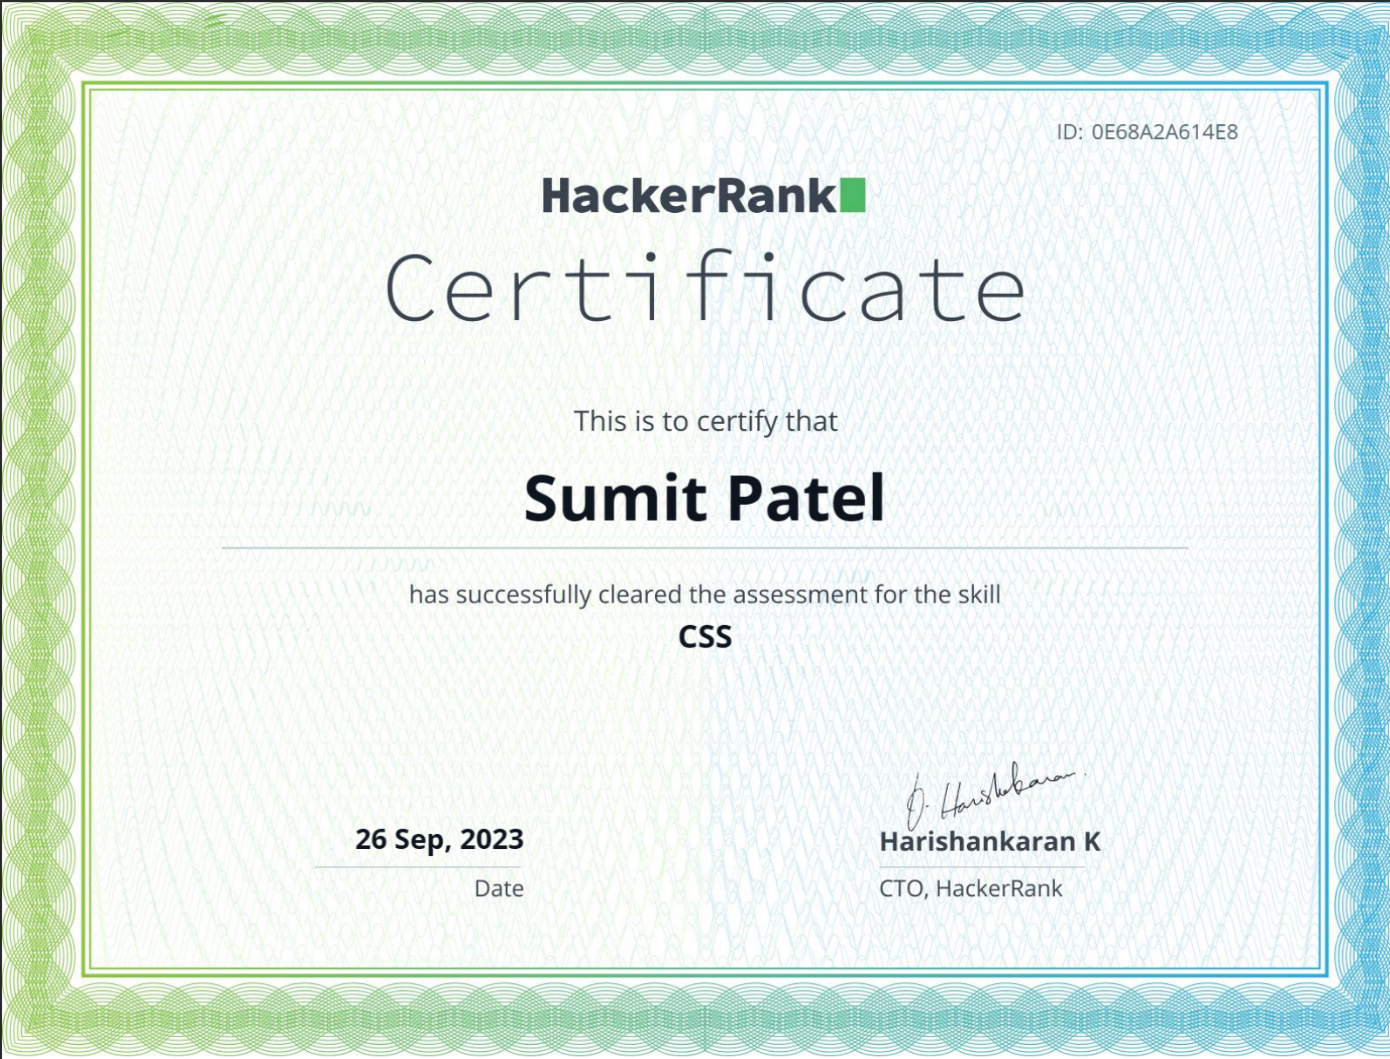 ID: 0E68A2A614E8
HackerRank
Certificate
This is to certify that
Sumit Patel
has successfully cleared the assessment for the skill
CSS
26 Sep, 2023
Date
Harishankaran K
CTO, HackerRank